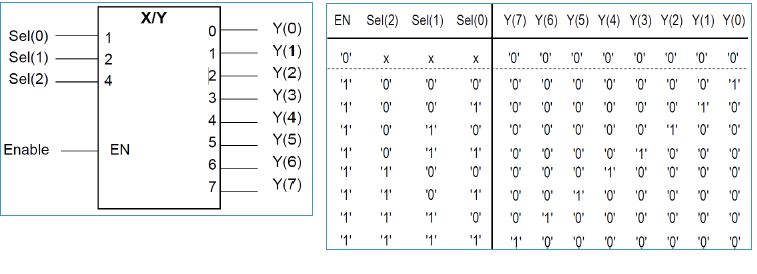 X/Y
Sel(0) 1 0 Y(0)
Sel(1) 2 1 Y(1)
Sel(2) 4 2 Y(2)
3 Y(3)
4 Y(4)
Enable EN 5 Y(5)
6 Y(6)
7 Y(7)
EN Sel(2) Sel(1) Sel(0) Y(7) Y(6) Y(5) Y(4) Y(3) Y(2) Y(1) Y(0)
'0' x x x '0' '0' '0' '0' '0' '0' '0' '0'
'1' '0' '0' '0' '0' '0' '0' '0' '0' '0' '0' '1'
'1' '0' '0' '1' '0' '0' '0' '0' '0' '0' '1' '0'
'1' '0' '1' '0' '0' '0' '0' '0' '0' '1' '0' '0'
'1' '0' '1' '1' '0' '0' '0' '0' '1' '0' '0' '0'
'1' '1' '0' '0' '0' '0' '0' '1' '0' '0' '0' '0'
'1' '1' '0' '1' '0' '0' '1' '0' '0' '0' '0' '0'
'1' '1' '1' '0' '0' '1' '0' '0' '0' '0' '0' '0'
'1' '1' '1' '1' '1' '0' '0' '0' '0' '0' '0' '0'